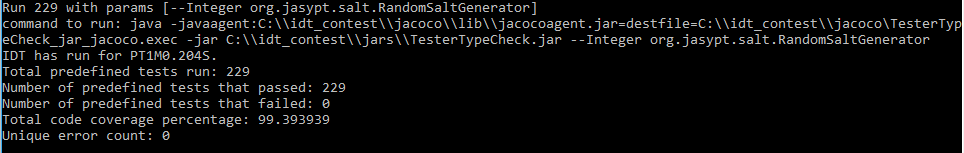 Run 229 with params [--Integer org.jasypt.salt.RandomSaltGenerator]
command to run: java -javaagent:C:\\idt_contest\\jacoco\\lib\\jacocoagent.jar=destfile=C:\\idt_contest\\jacoco\TesterTyp
eCheck_jar_jacoco.exec -jar C:\\idt_contest\\jars\\TesterTypeCheck.jar --Integer org.jasypt.salt.RandomSaltGenerator
IDT has run for PT1M0.204S.
Total predefined tests run: 229
Number of predefined tests that passed: 229
Number of predefined tests that failed: 0
Total code coverage percentage: 99.393939
Unique error count: 0